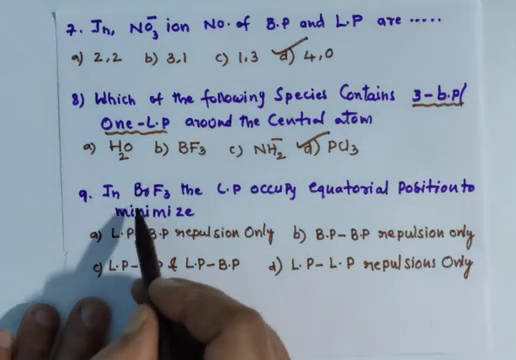 7. In, NO₃⁻ ion No. of B.P and L.P are .....
a) 2,2 b) 3,1 c) 1,3 d) 4,0
8) Which of the following Species Contains 3-b.p/
One-L.P around the Central atom
a) H₂O b) BF₃ c) NH₂⁻ d) PCl₃
9. In BrF₃ the L.P occupy equatorial Position to
minimize
a) L.P B.P repulsion Only b) B.P-B.P repulsion only
c) L.P- & L.P-B.P d) L.P-L.P repulsions Only